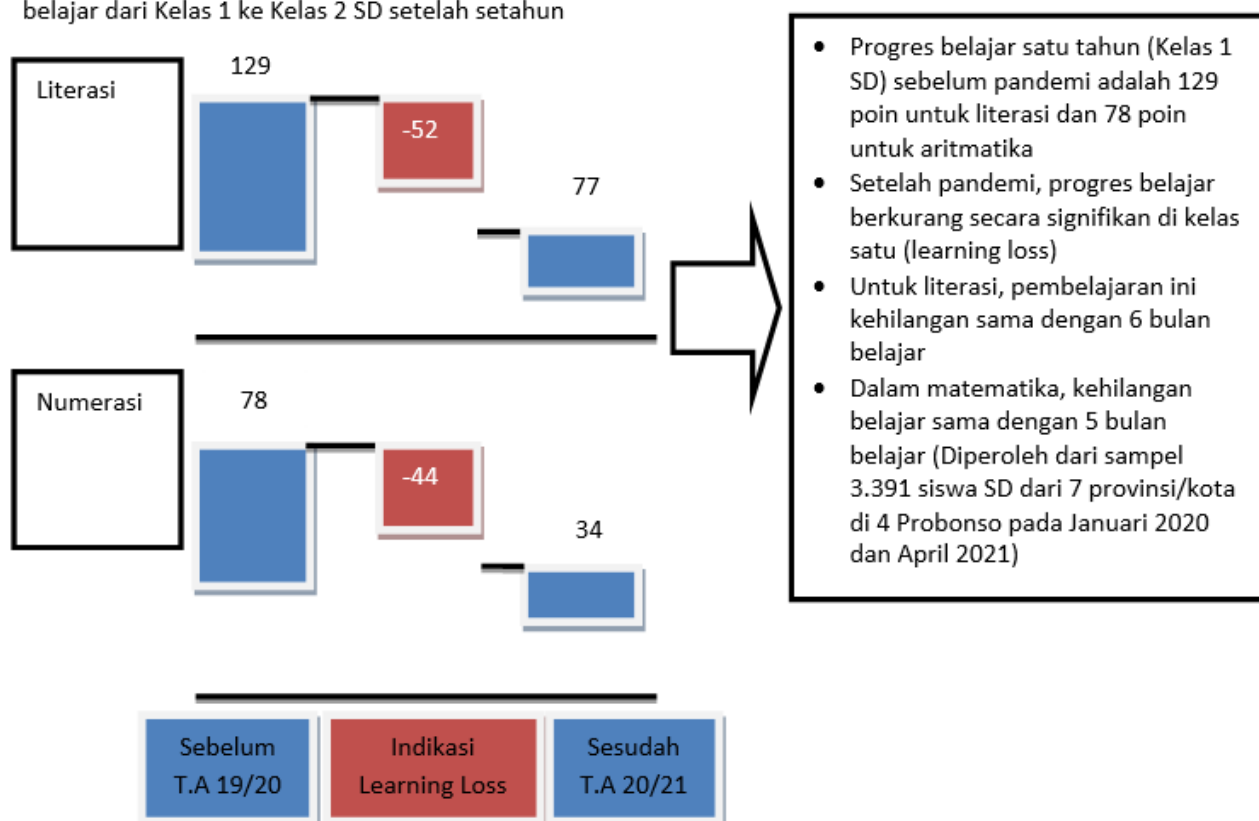 belajar dari Kelas 1 ke Kelas 2 SD setelah setahun
Literasi
129
-52
77
Numerasi
78
-44
34
Sebelum
T.A 19/20
Indikasi
Learning Loss
Sesudah
T.A 20/21
• Progres belajar satu tahun (Kelas 1
SD) sebelum pandemi adalah 129
poin untuk literasi dan 78 poin
untuk aritmatika
• Setelah pandemi, progres belajar
berkurang secara signifikan di kelas
satu (learning loss)
• Untuk literasi, pembelajaran ini
kehilangan sama dengan 6 bulan
belajar
• Dalam matematika, kehilangan
belajar sama dengan 5 bulan
belajar (Diperoleh dari sampel
3.391 siswa SD dari 7 provinsi/kota
di 4 Probonso pada Januari 2020
dan April 2021)